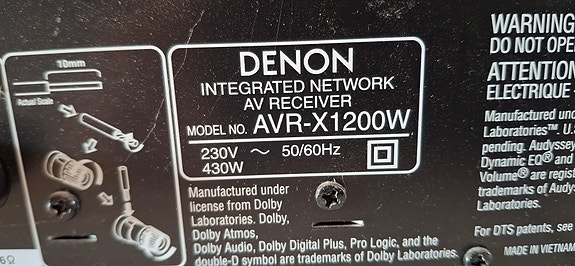 10mm
Actual Scale
6Ω
DENON
INTEGRATED NETWORK
AV RECEIVER
MODEL NO. AVR-X1200W
230V ~ 50/60Hz
430W
Manufactured under
license from Dolby
Laboratories. Dolby,
Dolby Atmos,
Dolby Audio, Dolby Digital Plus, Pro Logic, and the
double-D symbol are trademarks of Dolby Laboratories.
WARNING
DO NOT OPE
ATTENTION
ELECTRIQUE
Manufactured und
Laboratories™. U.S
pending. Audyssey
Dynamic EQ® and
Volume® are regist
trademarks of Audys
Laboratories.
For DTS patents, see
MADE IN VIETNAM